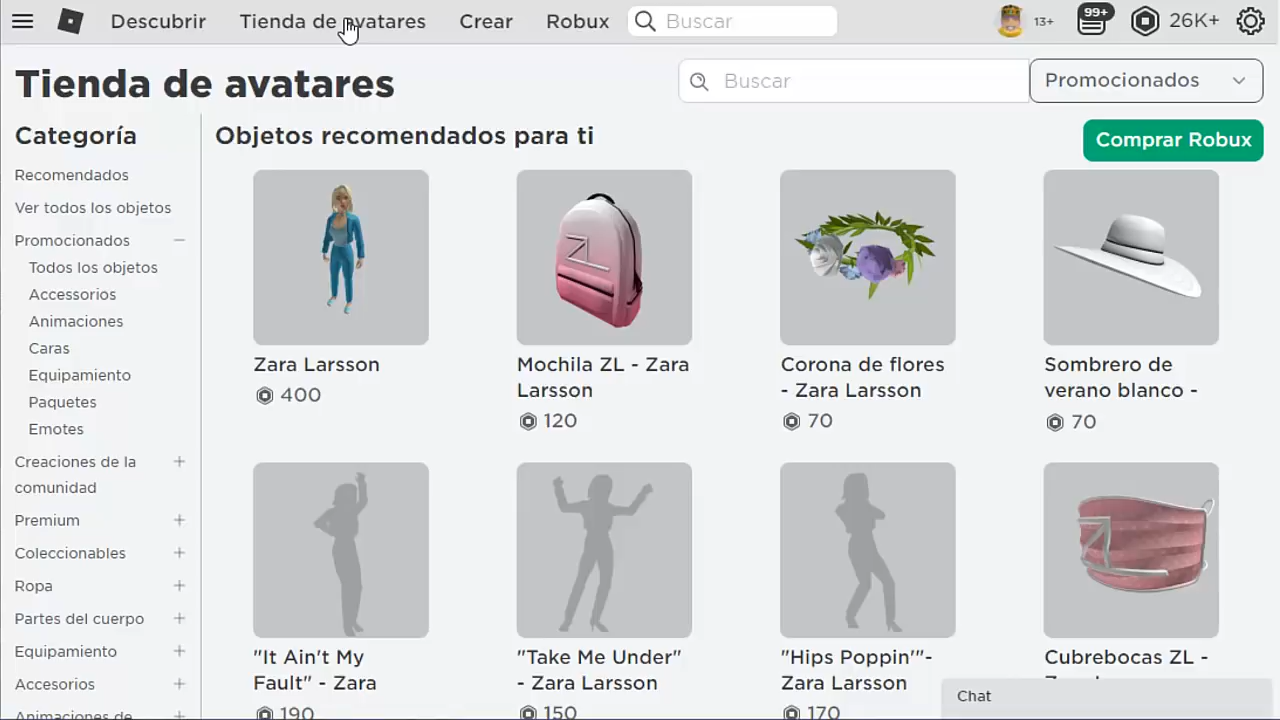 Descubrir Tienda de avatares Crear Robux Buscar 13+ 99+ 26K+
Tienda de avatares Buscar Promocionados
Categoría
Recomendados
Ver todos los objetos
Promocionados
Todos los objetos
Accessorios
Animaciones
Caras
Equipamiento
Paquetes
Emotes
Creaciones de la
comunidad
Premium
Coleccionables
Ropa
Partes del cuerpo
Equipamiento
Accesorios
Animaciones de
Objetos recomendados para ti
Comprar Robux
Zara Larsson
400
ZL
Mochila ZL - Zara
Larsson
120
Corona de flores
- Zara Larsson
70
Sombrero de
verano blanco -
70
"It Ain't My
Fault" - Zara
190
"Take Me Under"
- Zara Larsson
150
"Hips Poppin'"-
Zara Larsson
170
Cubrebocas ZL -
Chat